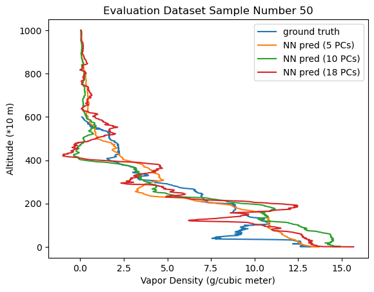 Evaluation Dataset Sample Number 50
ground truth
NN pred (5 PCs)
NN pred (10 PCs)
NN pred (18 PCs)
Altitude (*10 m)
1000
800
600
400
200
0
0.0 2.5 5.0 7.5 10.0 12.5 15.0
Vapor Density (g/cubic meter)